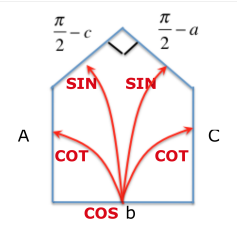 π/2 − c
π/2 − a
SIN SIN
A C
COT COT
COS b